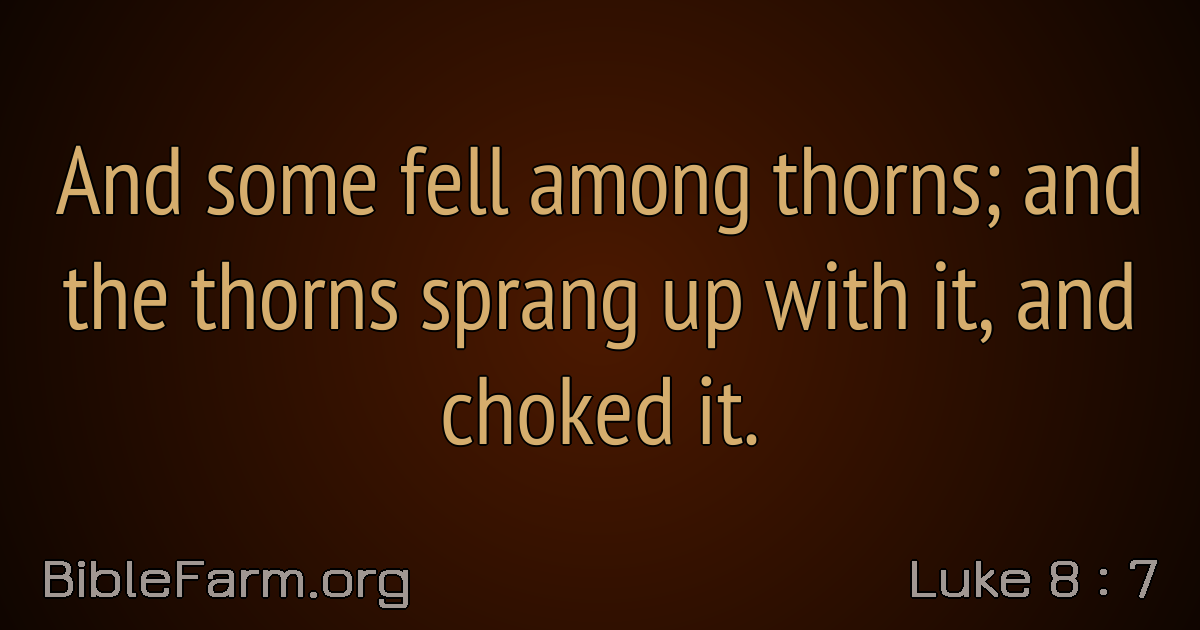 And some fell among thorns; and
the thorns sprang up with it, and
choked it.
BibleFarm.org
Luke 8 : 7